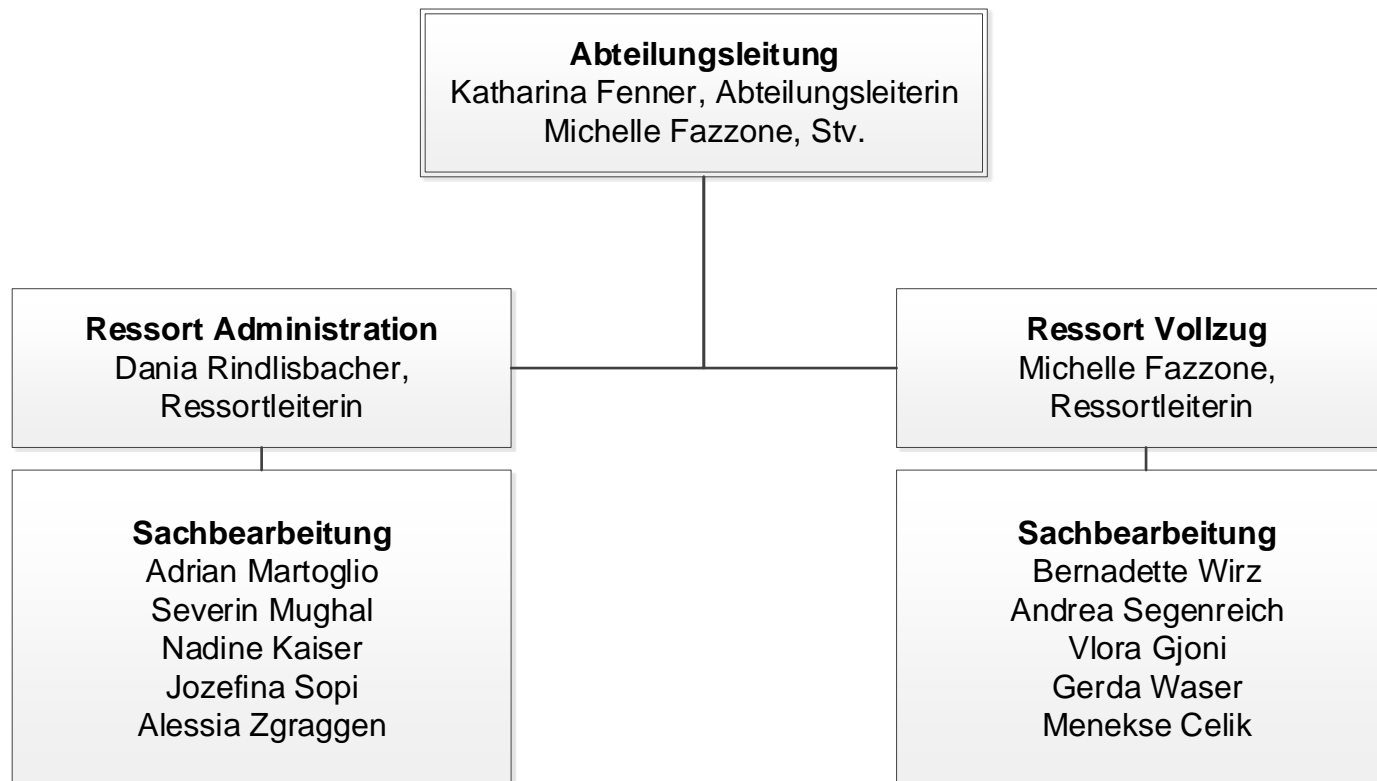 Abteilungsleitung
Katharina Fenner, Abteilungsleiterin
Michelle Fazzone, Stv.
Ressort Administration
Dania Rindlisbacher,
Ressortleiterin
Sachbearbeitung
Adrian Martoglio
Severin Mughal
Nadine Kaiser
Jozefina Sopi
Alessia Zgraggen
Ressort Vollzug
Michelle Fazzone,
Ressortleiterin
Sachbearbeitung
Bernadette Wirz
Andrea Segenreich
Vlora Gjoni
Gerda Waser
Menekse Celik